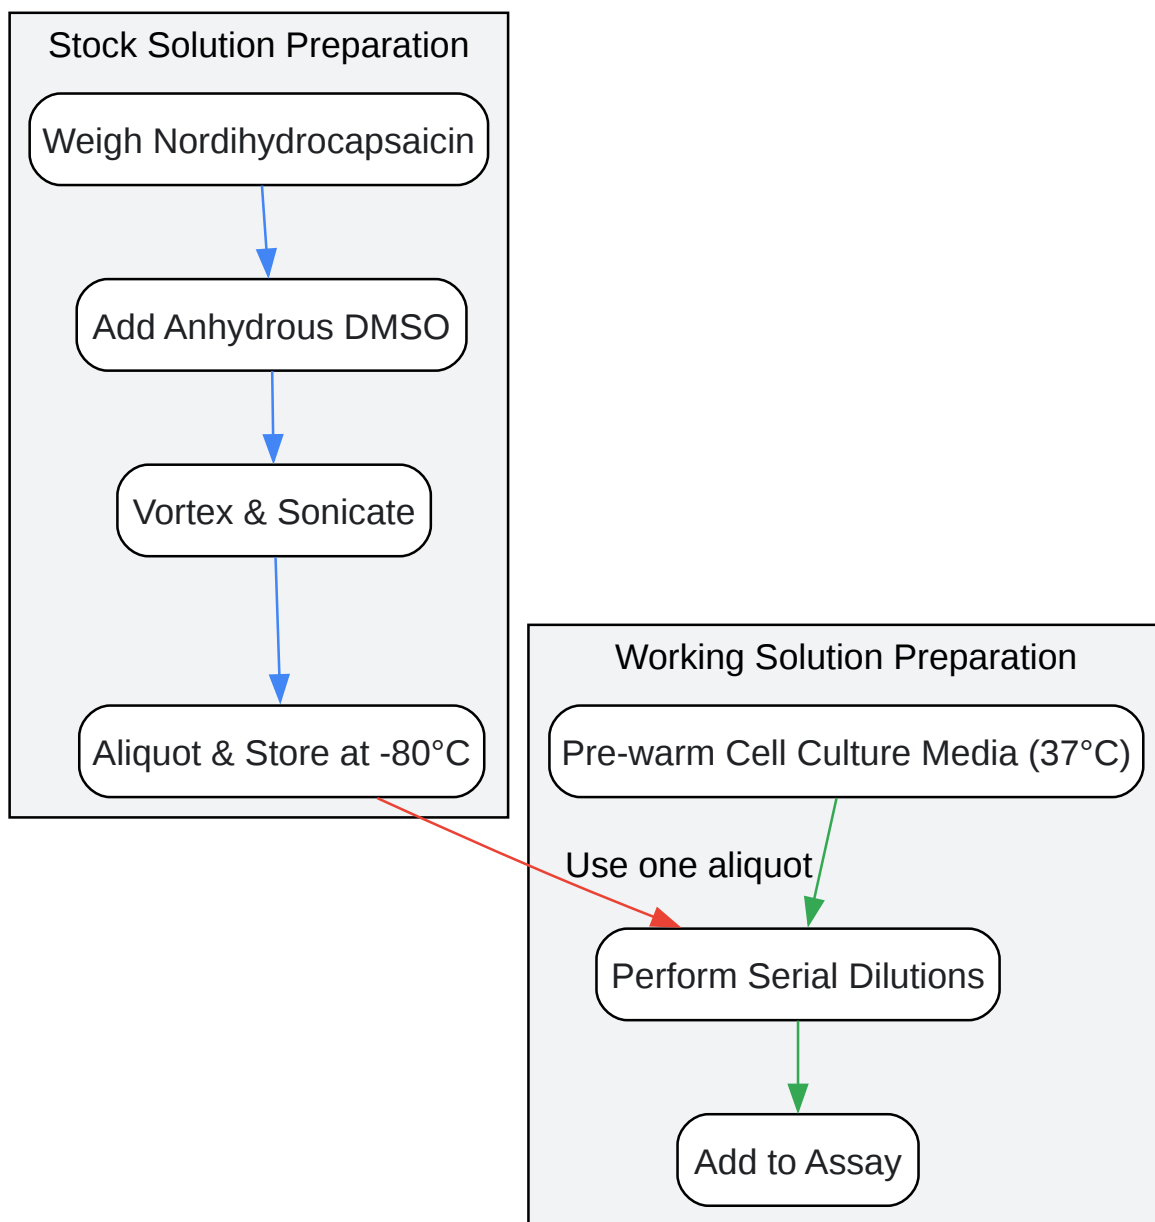 Stock Solution Preparation
Weigh Nordihydrocapsaicin
Add Anhydrous DMSO
Vortex & Sonicate
Aliquot & Store at -80°C
Working Solution Preparation
Pre-warm Cell Culture Media (37°C)
Use one aliquot
Perform Serial Dilutions
Add to Assay